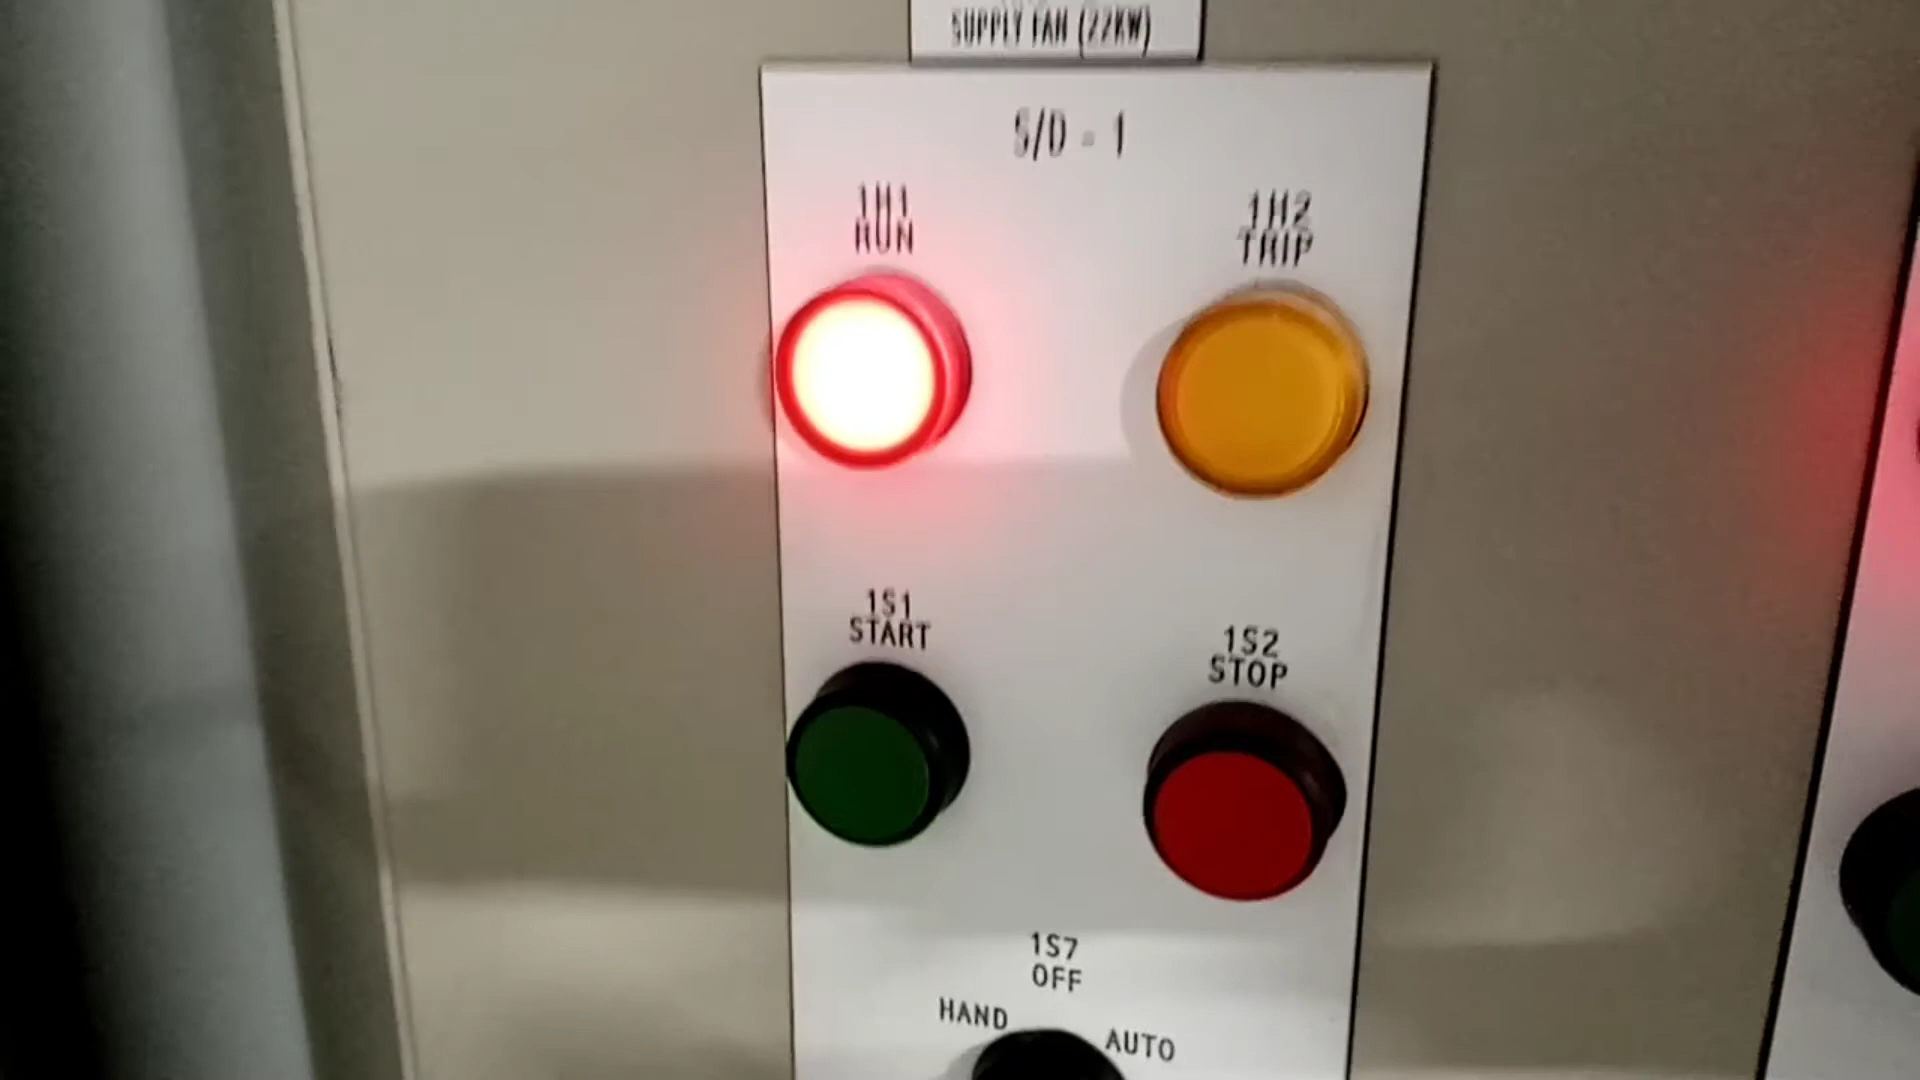 SUPPLY FAN (22KW)
S/D - 1
1H1
RUN
1H2
TRIP
1S1
START
1S2
STOP
1S7
OFF
HAND
AUTO